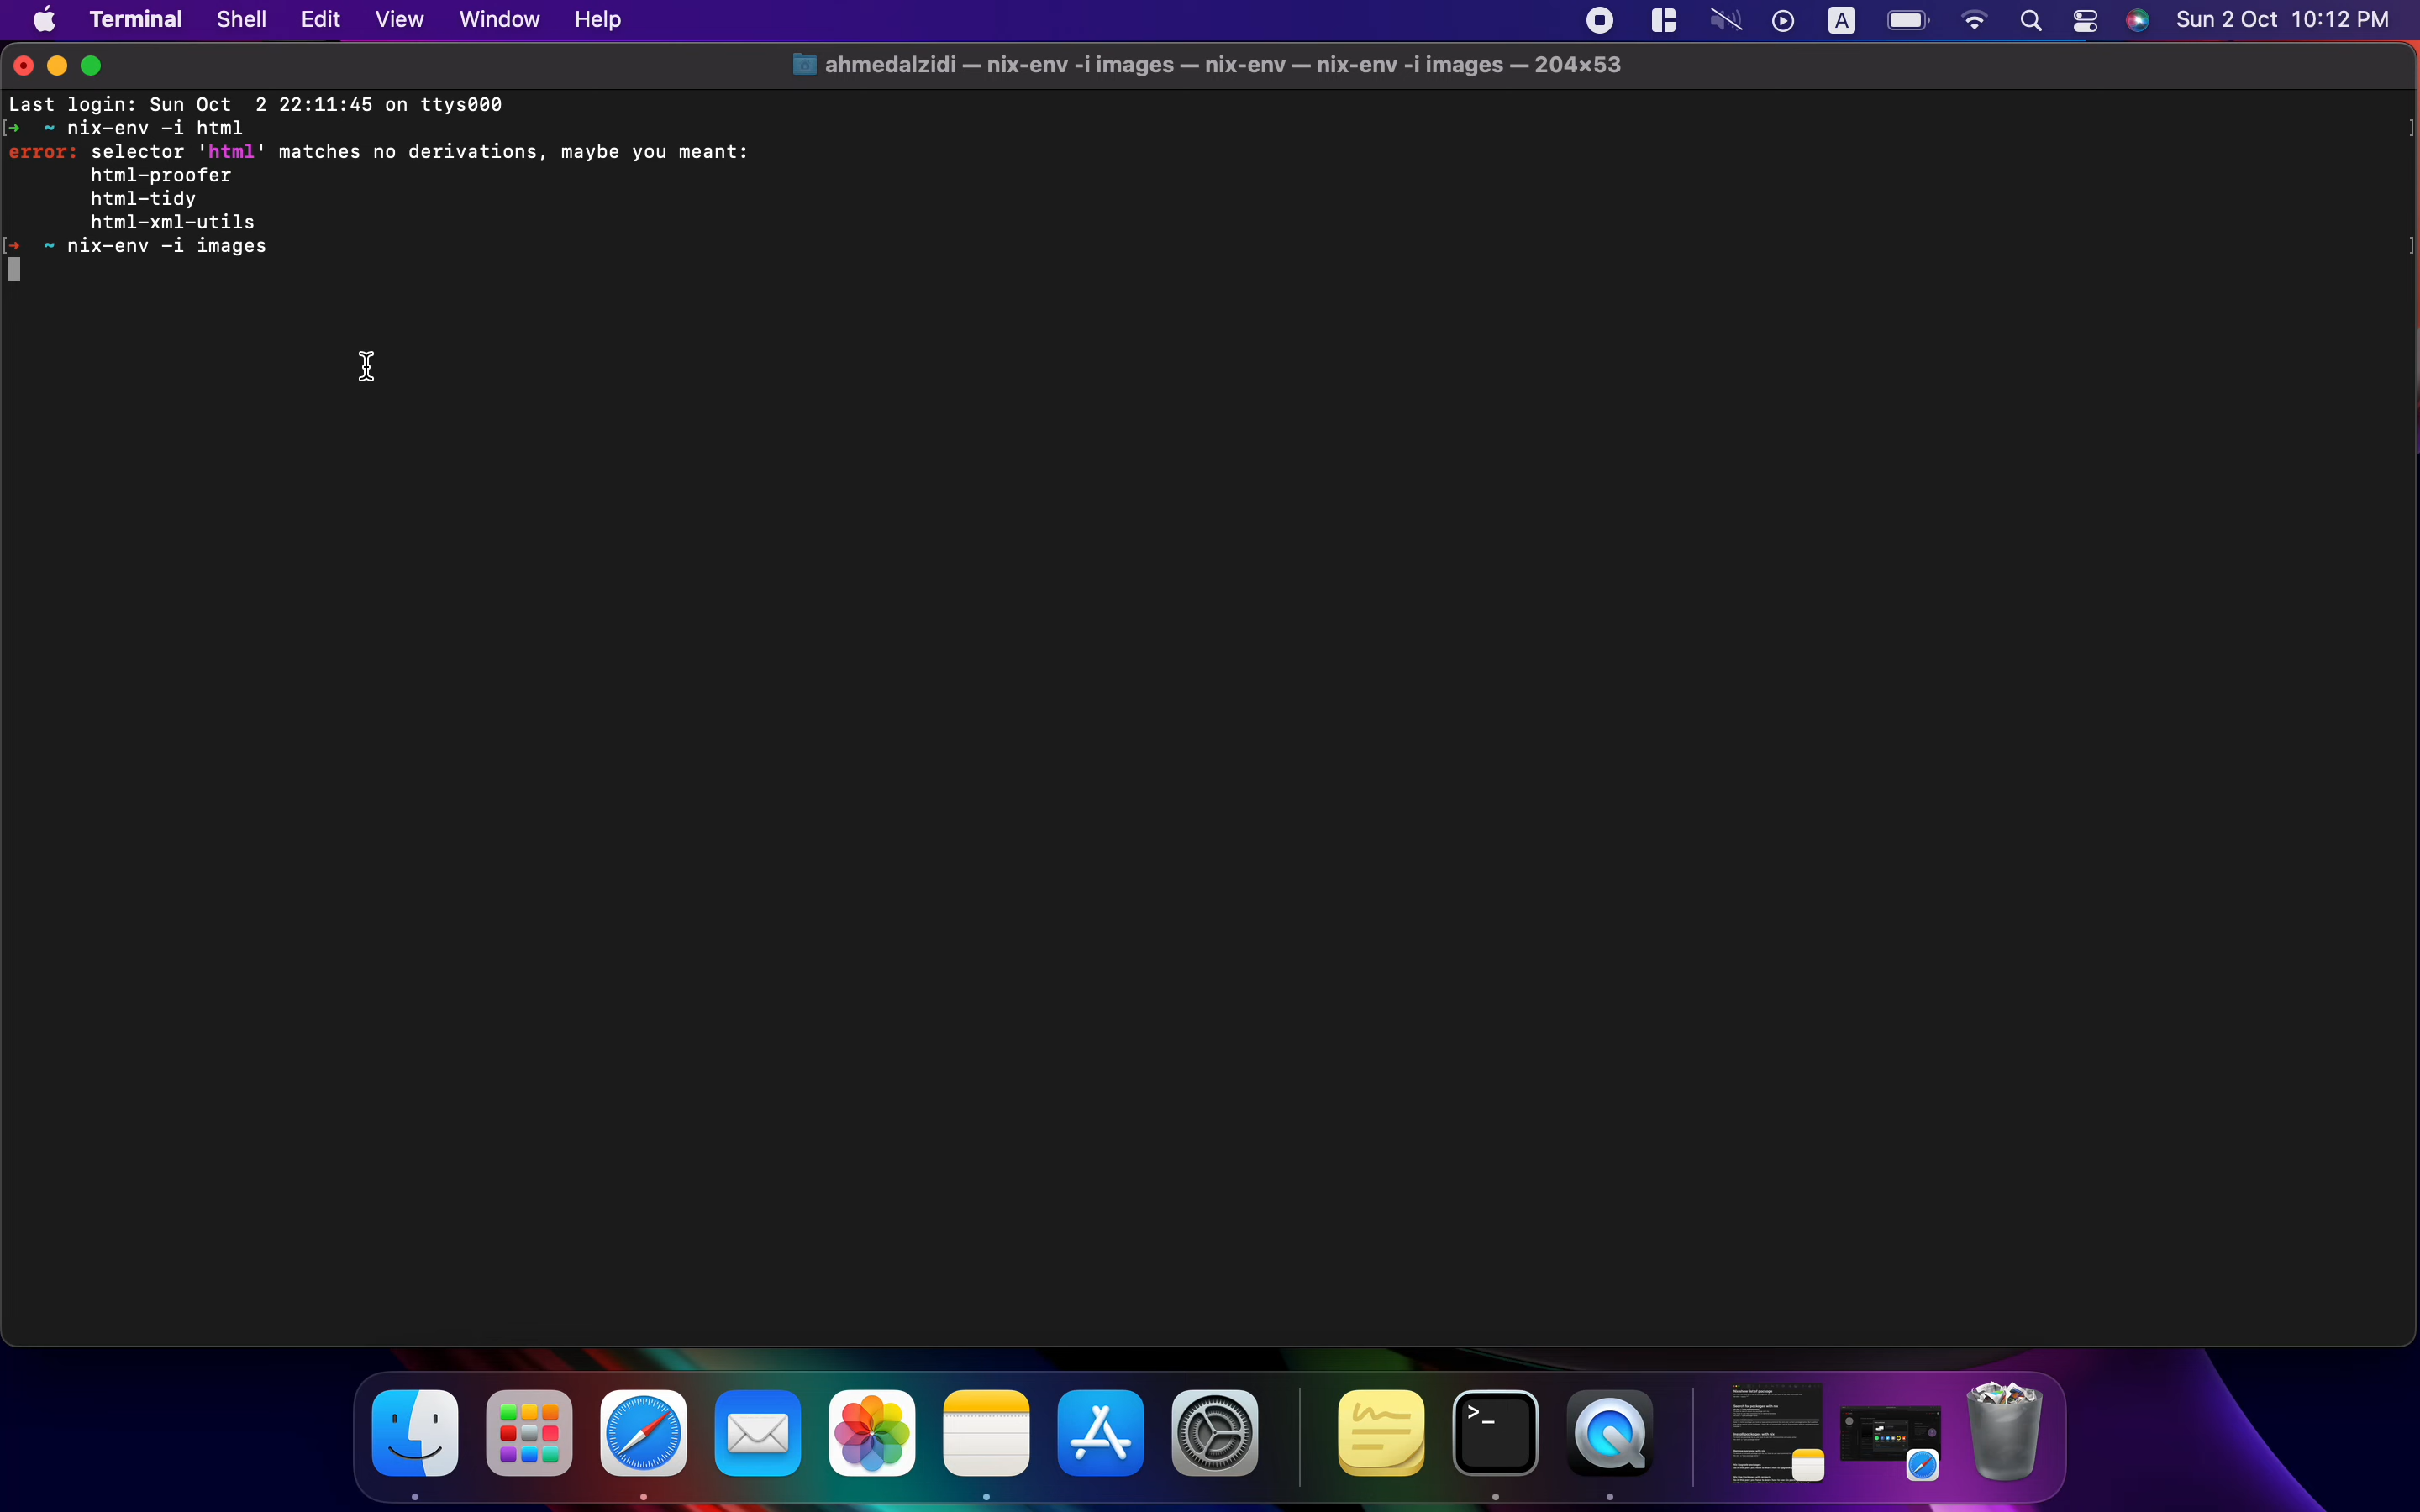 Terminal Shell Edit View Window Help A Sun 2 Oct 10:12 PM
ahmedalzidi — nix-env -i images — nix-env — nix-env -i images — 204×53
Last login: Sun Oct  2 22:11:45 on ttys000
[➜  ~ nix-env -i html ]
error: selector 'html' matches no derivations, maybe you meant:
html-proofer
html-tidy
html-xml-utils
[➜  ~ nix-env -i images ]
>_